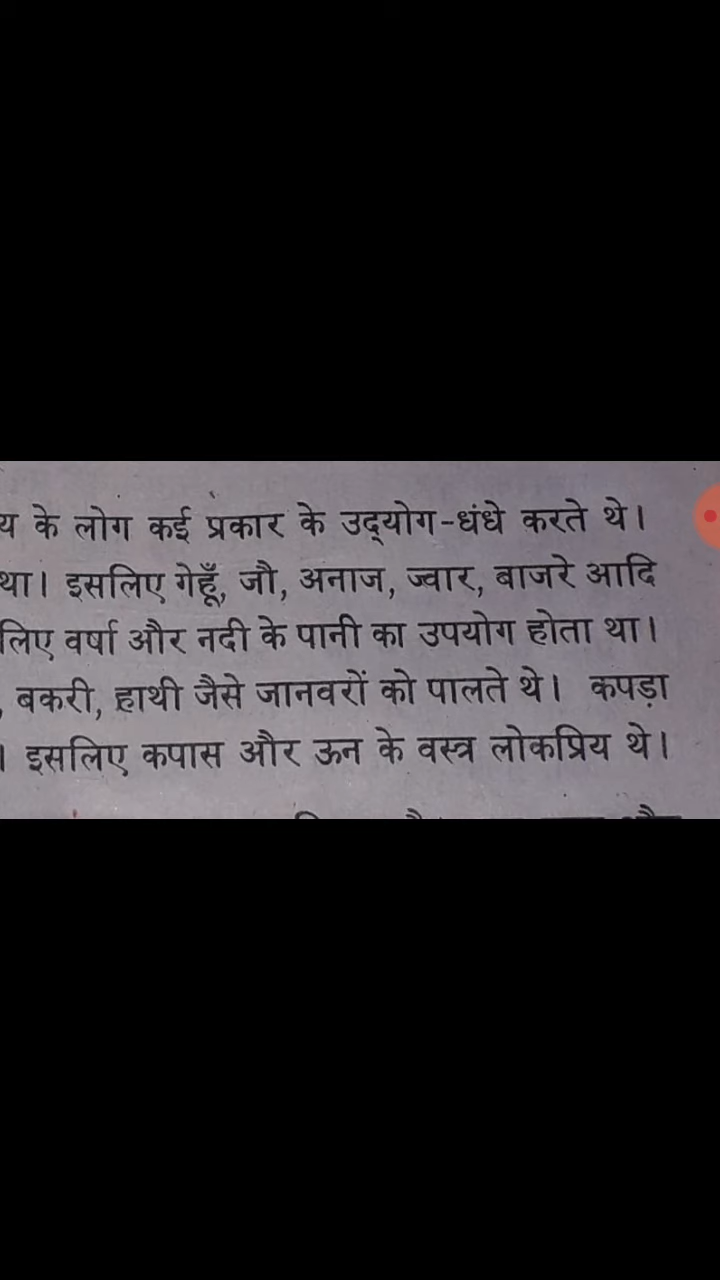 य के लोग कई प्रकार के उद्‌योग-धंधे करते थे।
था। इसलिए गेहूँ, जौ, अनाज, ज्वार, बाजरे आदि
लिए वर्षा और नदी के पानी का उपयोग होता था।
, बकरी, हाथी जैसे जानवरों को पालते थे। कपड़ा
। इसलिए कपास और ऊन के वस्त्र लोकप्रिय थे।